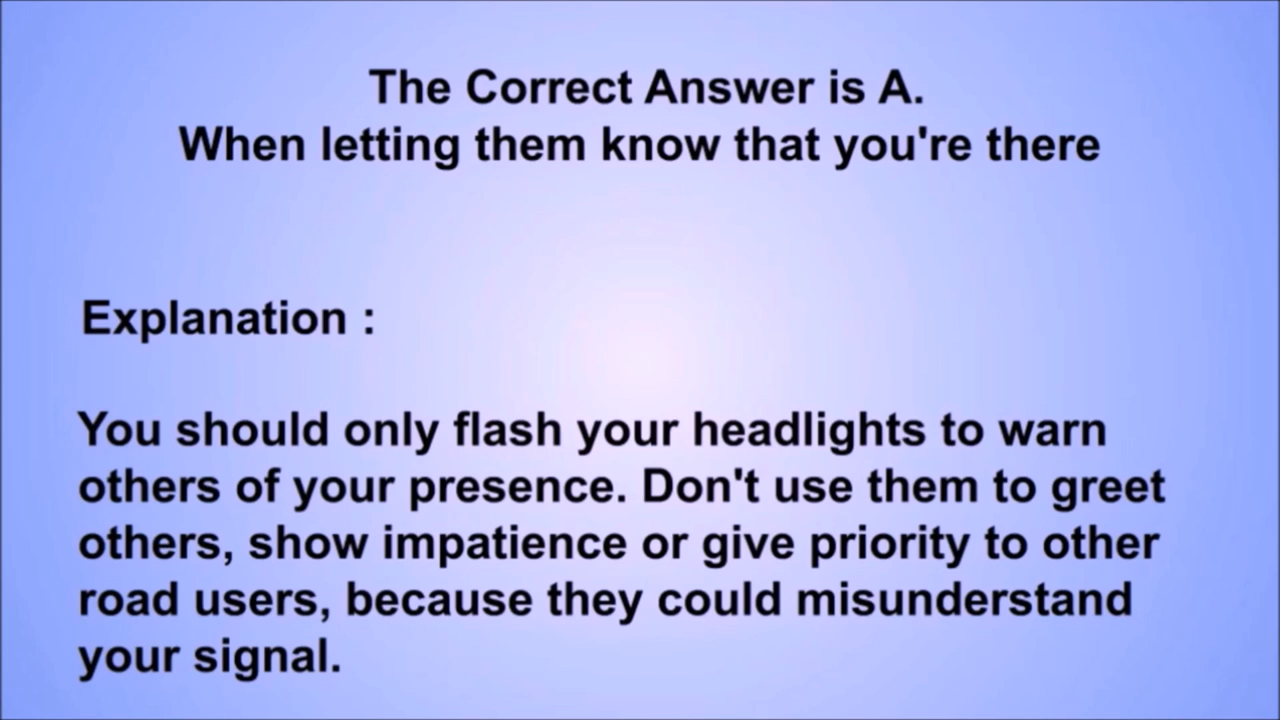 The Correct Answer is A.
When letting them know that you're there
Explanation :
You should only flash your headlights to warn
others of your presence. Don't use them to greet
others, show impatience or give priority to other
road users, because they could misunderstand
your signal.